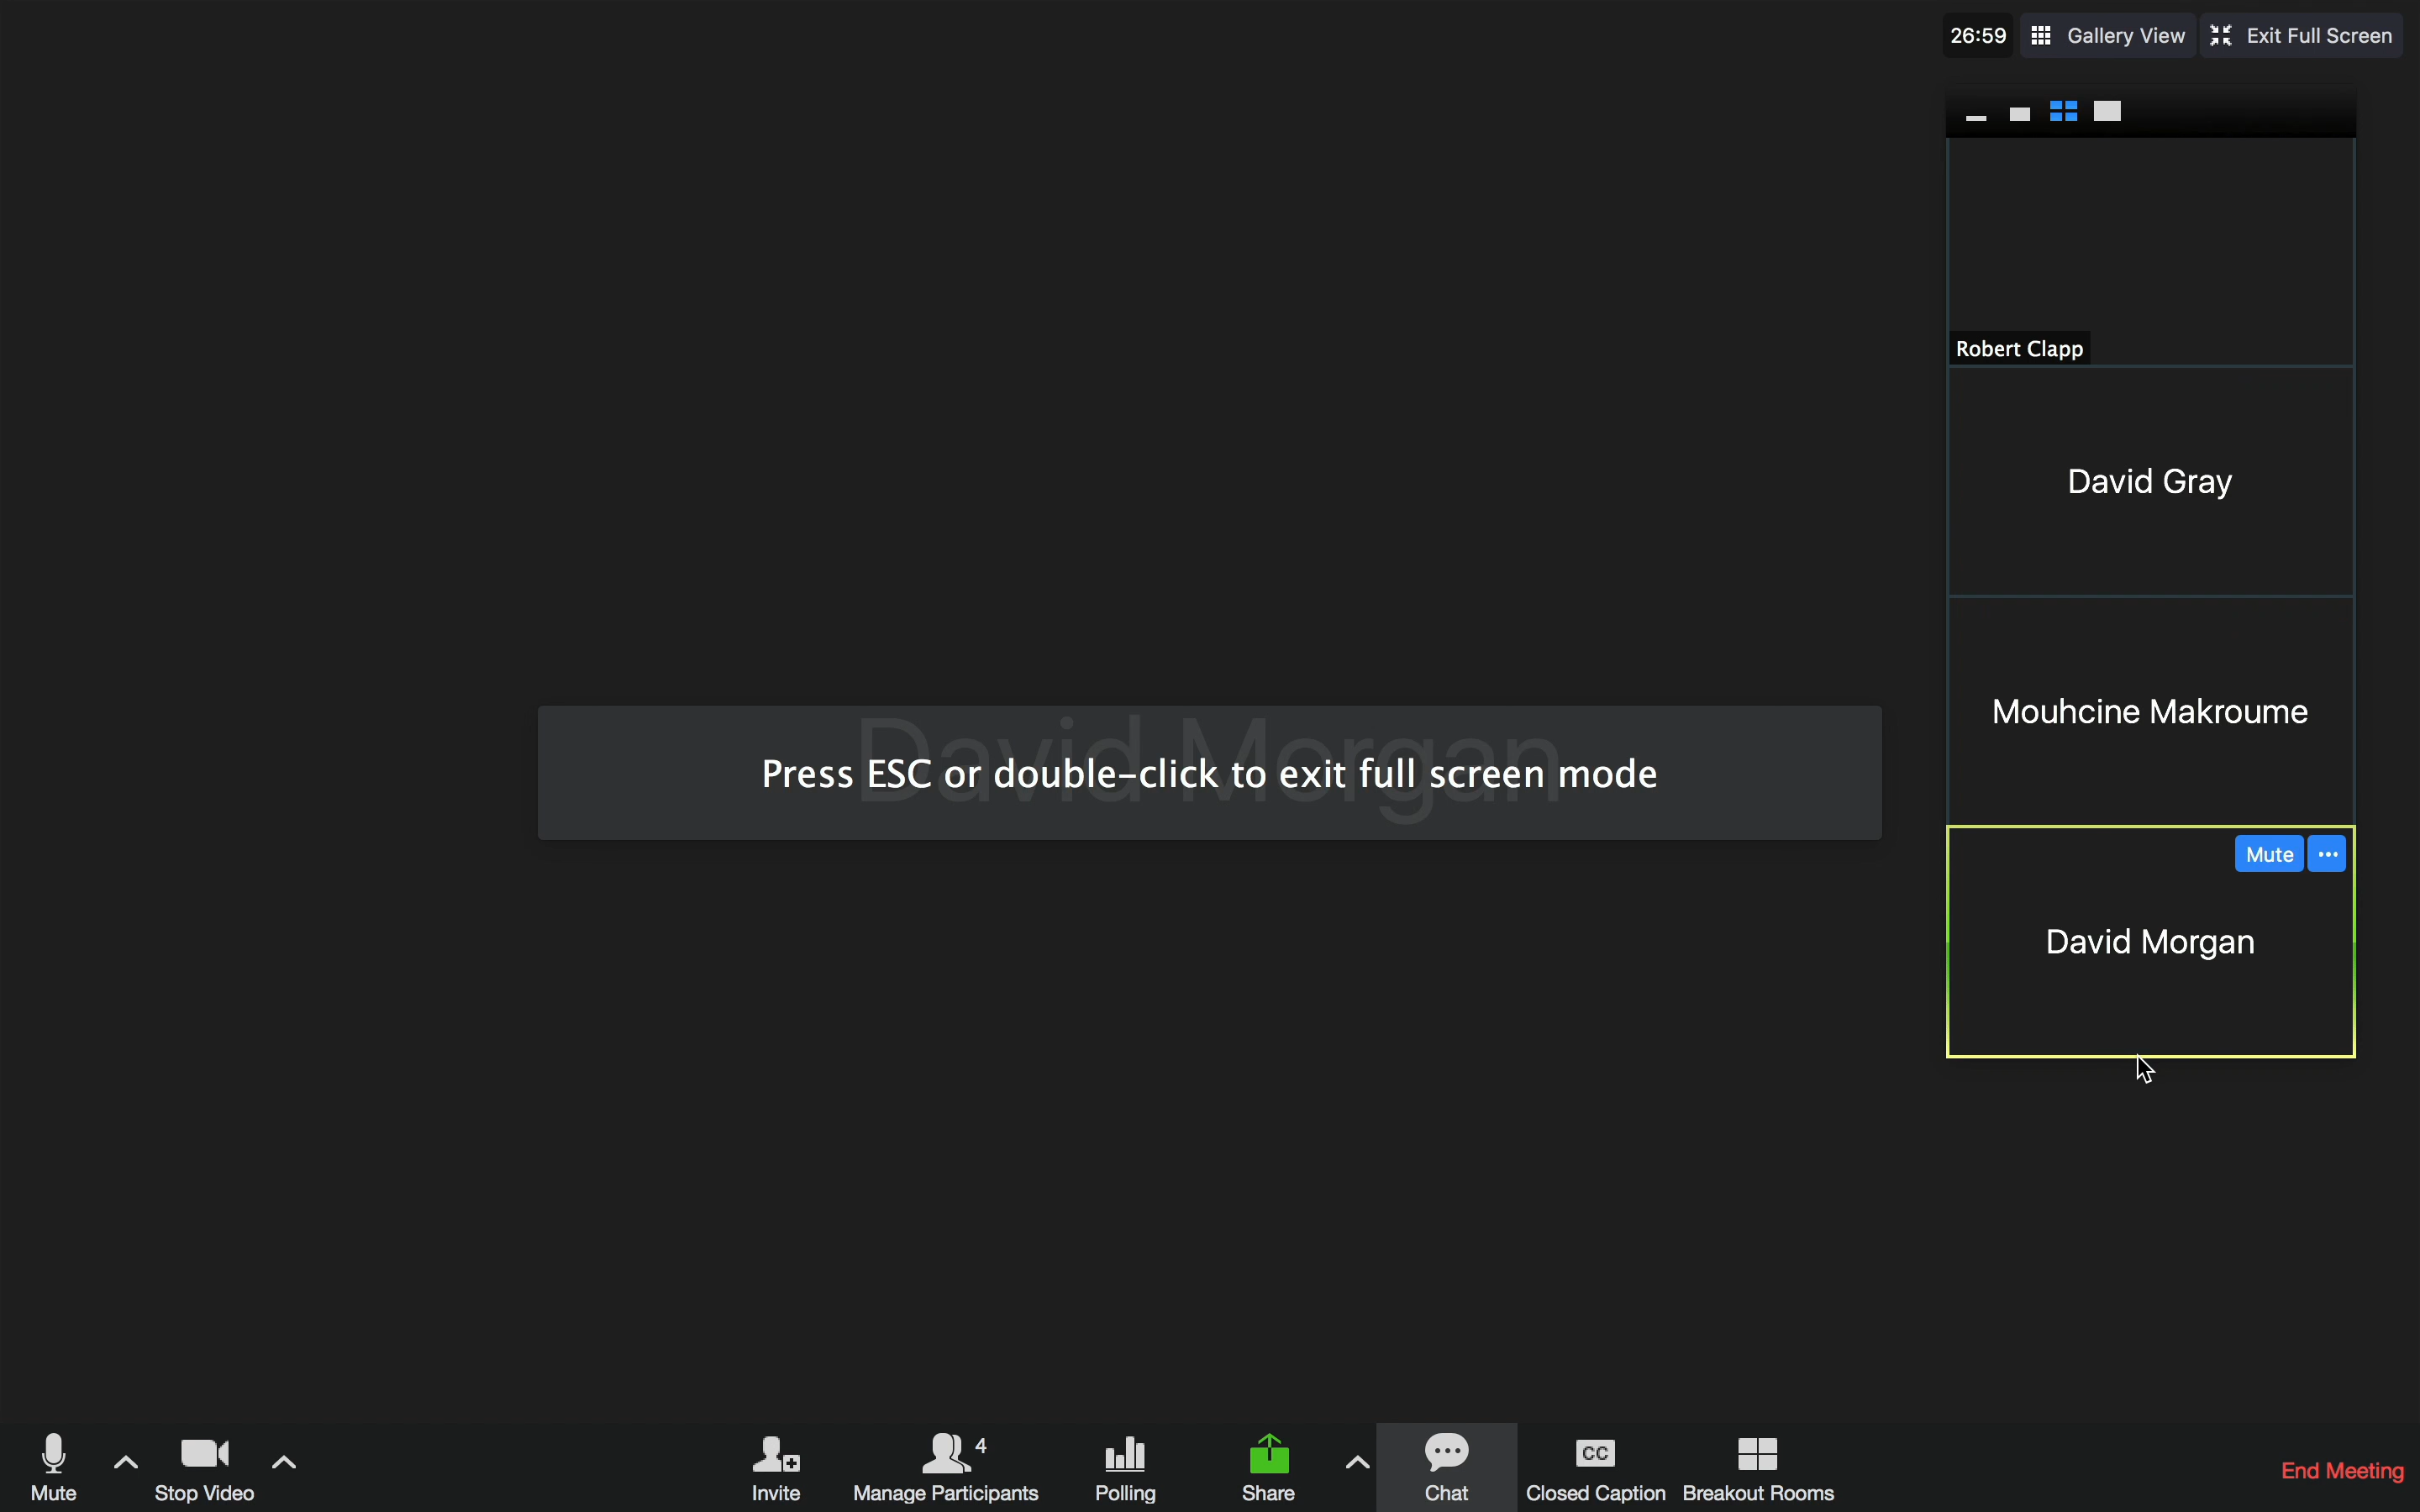 26:59 Gallery View Exit Full Screen
Robert Clapp
David Gray
Mouhcine Makroume
David Morgan
Press ESC or double-click to exit full screen mode
Mute ...
David Morgan
4
Mute Stop Video Invite Manage Participants Polling Share Chat CC Closed Caption Breakout Rooms End Meeting